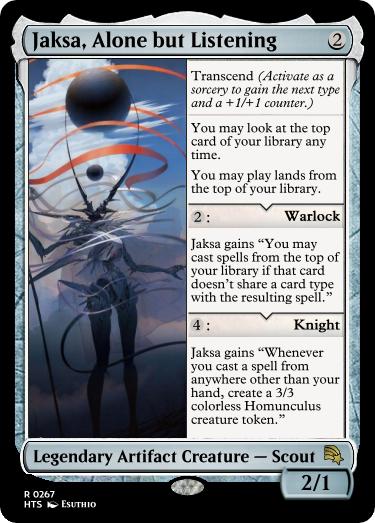 Jaksa, Alone but Listening 2
Transcend (Activate as a
sorcery to gain the next type
and a +1/+1 counter.)
You may look at the top
card of your library any
time.
You may play lands from
the top of your library.
2: Warlock
Jaksa gains “You may
cast spells from the top of
your library if that card
doesn’t share a card type
with the resulting spell.”
4: Knight
Jaksa gains “Whenever
you cast a spell from
anywhere other than your
hand, create a 3/3
colorless Homunculus
creature token.”
Legendary Artifact Creature — Scout
2/1
R 0267
HTS Esuthio